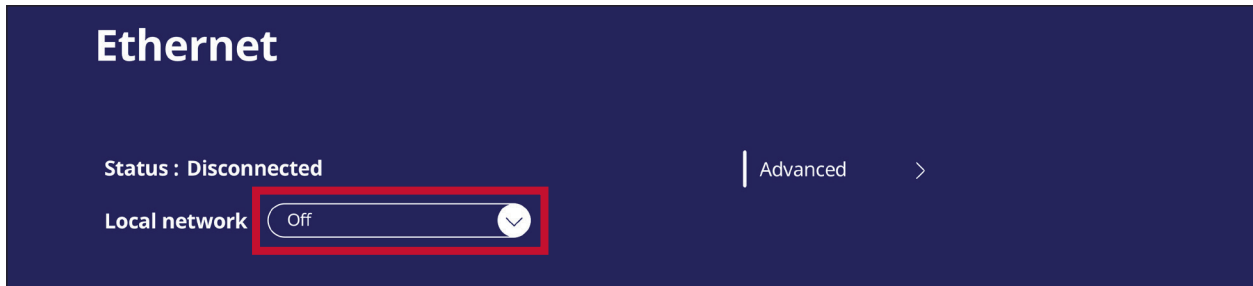 Ethernet
Status : Disconnected
Advanced
Local network
Off